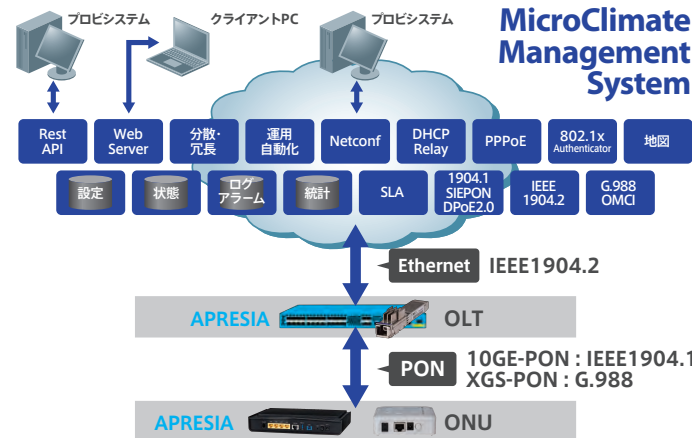 プロビシステム
クライアントPC
プロビシステム
MicroClimate
Management
System
Rest
API
Web
Server
分散・
冗長
運用
自動化
Netconf
DHCP
Relay
PPPoE
802.1x
Authenticator
地図
設定
状態
ログ
アラーム
統計
SLA
1904.1
SIEPON
DPoE2.0
IEEE
1904.2
G.988
OMCI
Ethernet
IEEE1904.2
APRESIA
OLT
PON
10GE-PON : IEEE1904.1
XGS-PON : G.988
APRESIA
ONU